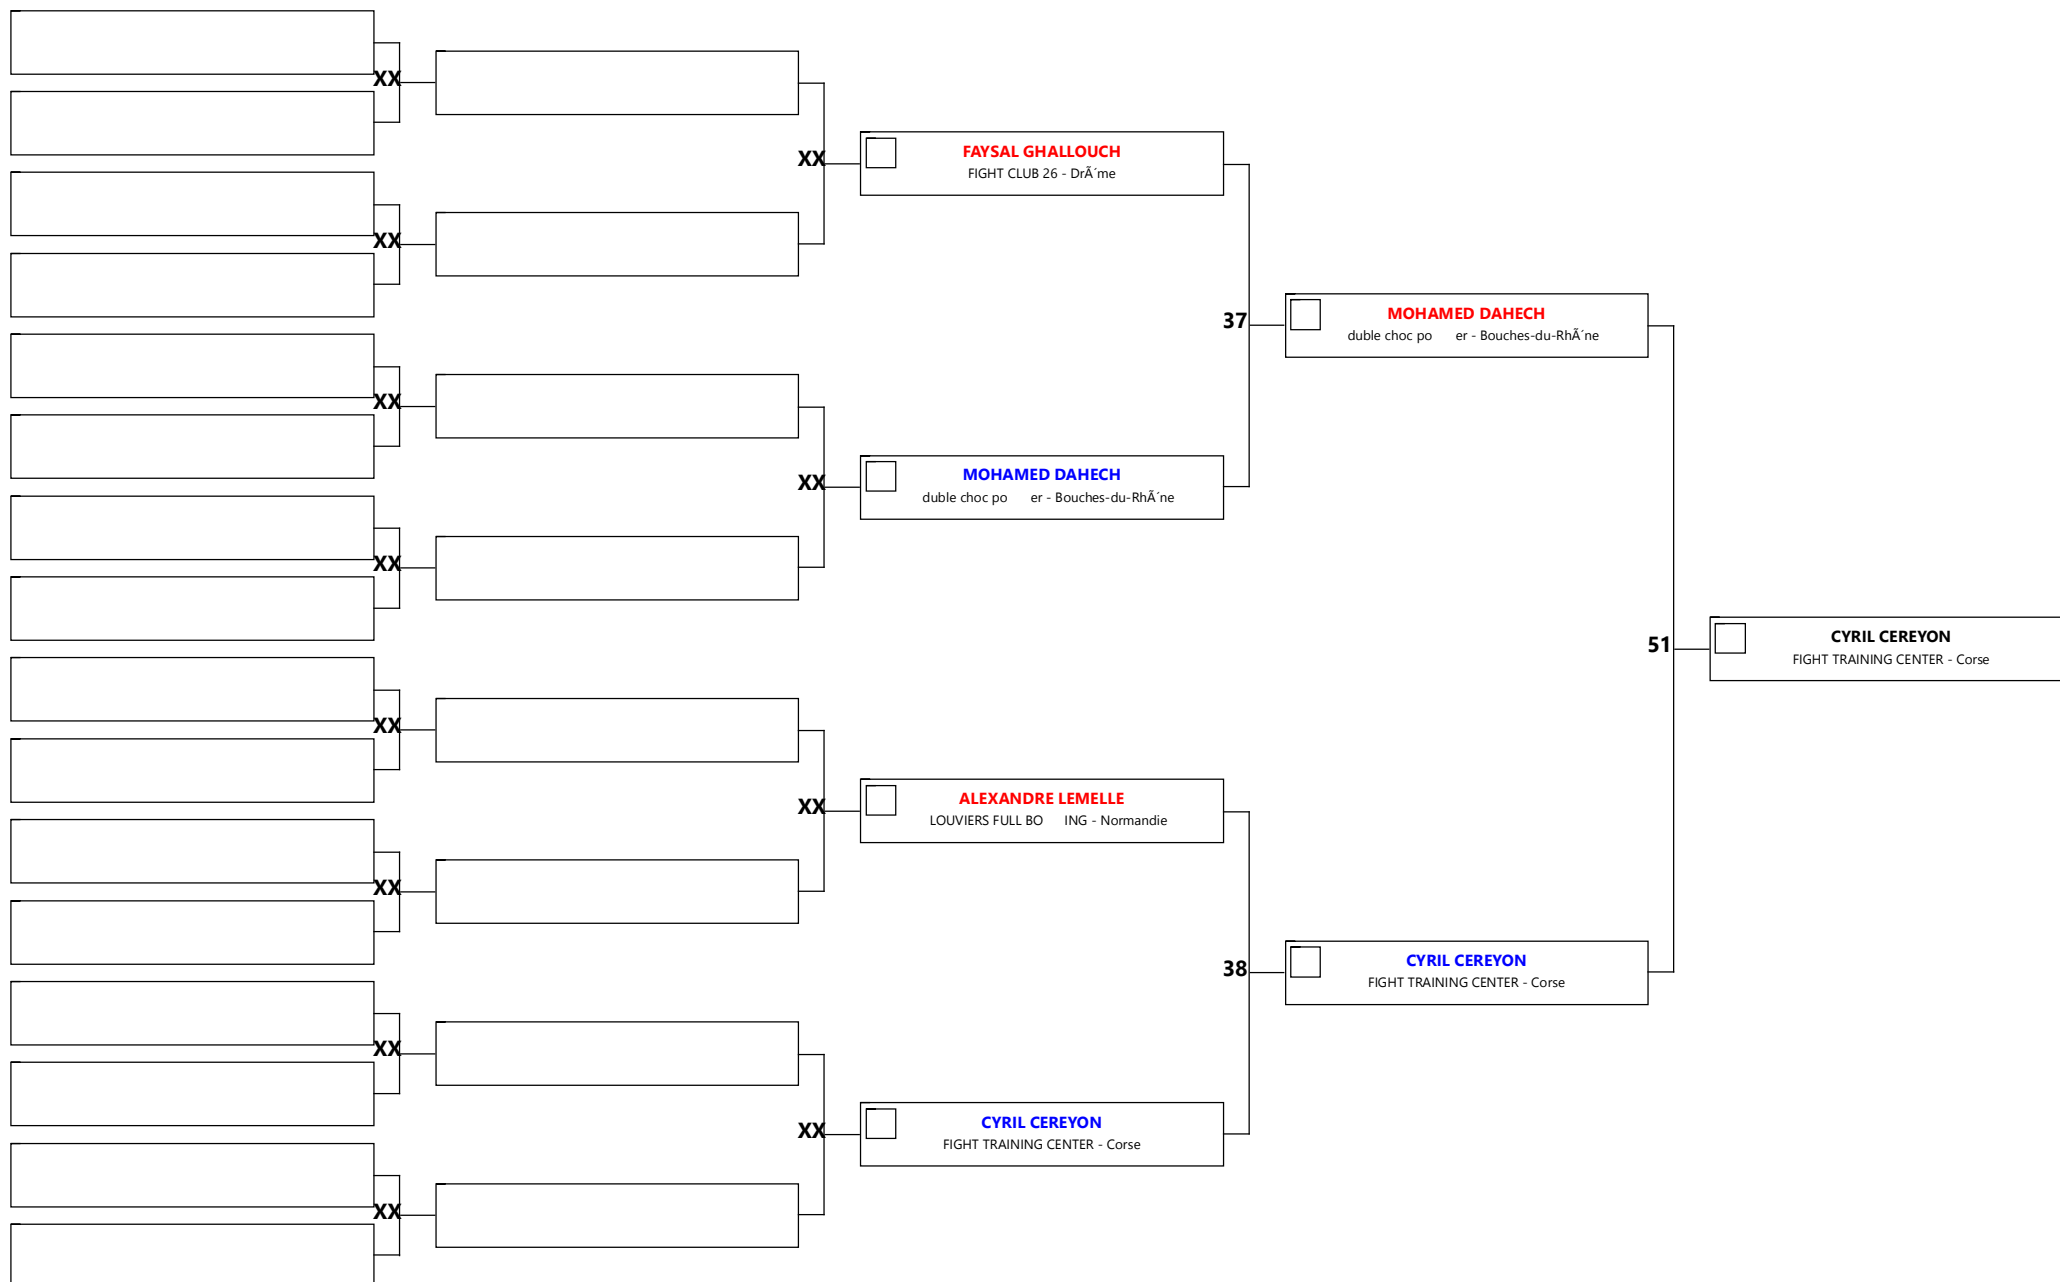 XX
XX
XX
XX
XX
XX
XX
XX
XX
XX
XX
XX
FAYSAL GHALLOUCH
FIGHT CLUB 26 - DrÃ´me
MOHAMED DAHECH
duble choc po er - Bouches-du-RhÃ´ne
ALEXANDRE LEMELLE
LOUVIERS FULL BO ING - Normandie
CYRIL CEREYON
FIGHT TRAINING CENTER - Corse
37
38
MOHAMED DAHECH
duble choc po er - Bouches-du-RhÃ´ne
CYRIL CEREYON
FIGHT TRAINING CENTER - Corse
51
CYRIL CEREYON
FIGHT TRAINING CENTER - Corse